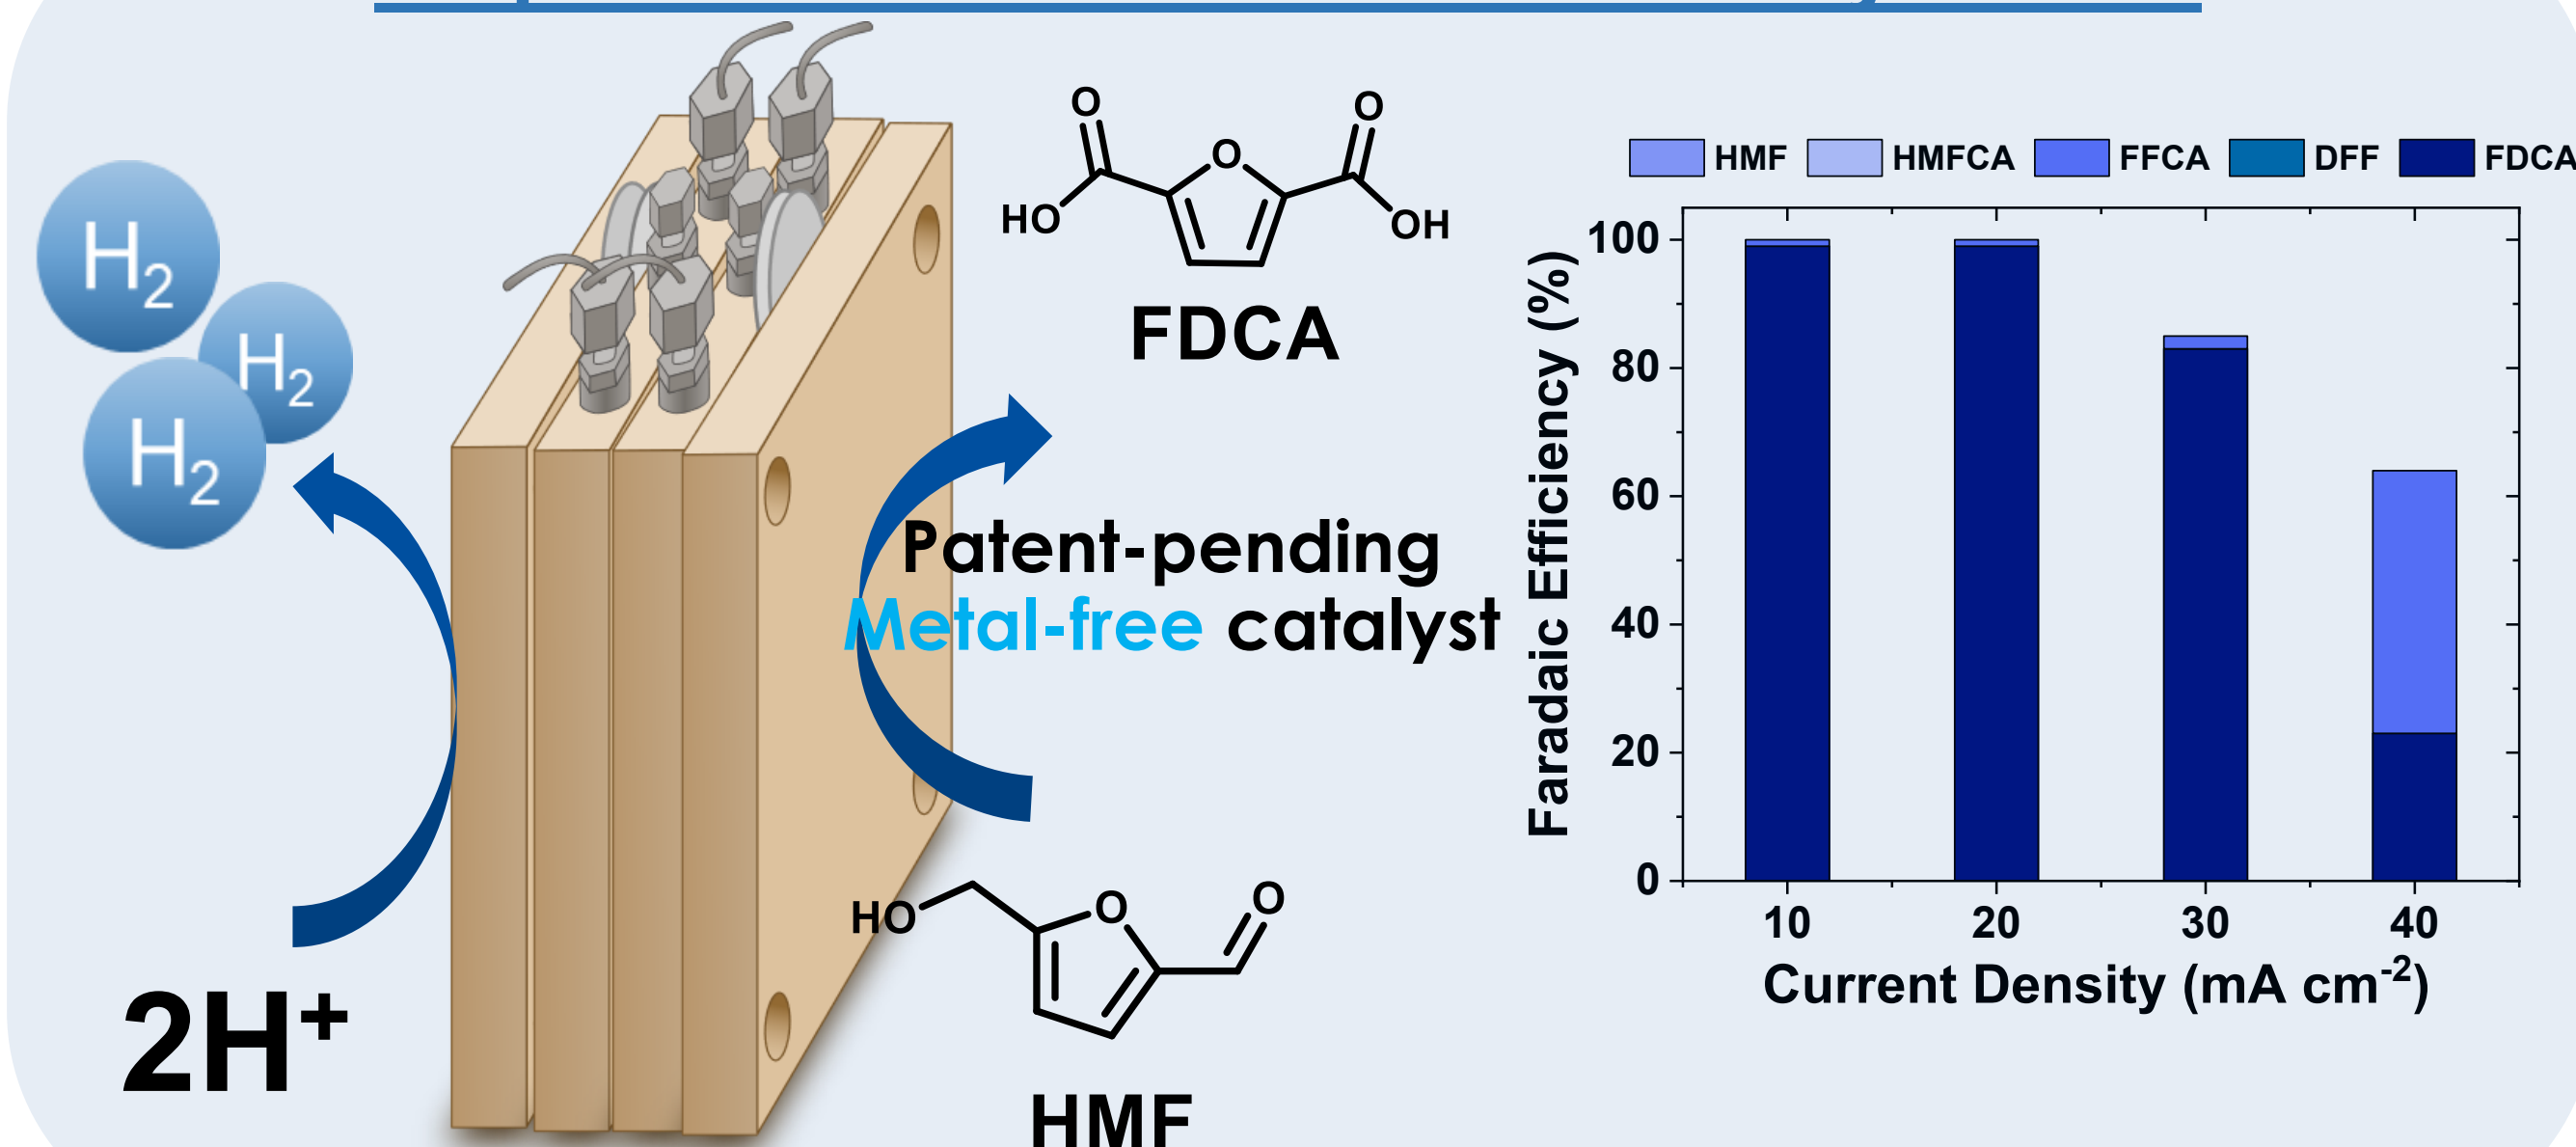 H2
H2
H2
2H+
O
O
O
HO
OH
FDCA
Patent-pending
Metal-free catalyst
HO
O
O
HMF
HMF HMFCA FFCA DFF FDCA
Faradaic Efficiency (%)
100
80
60
40
20
0
10 20 30 40
Current Density (mA cm-2)